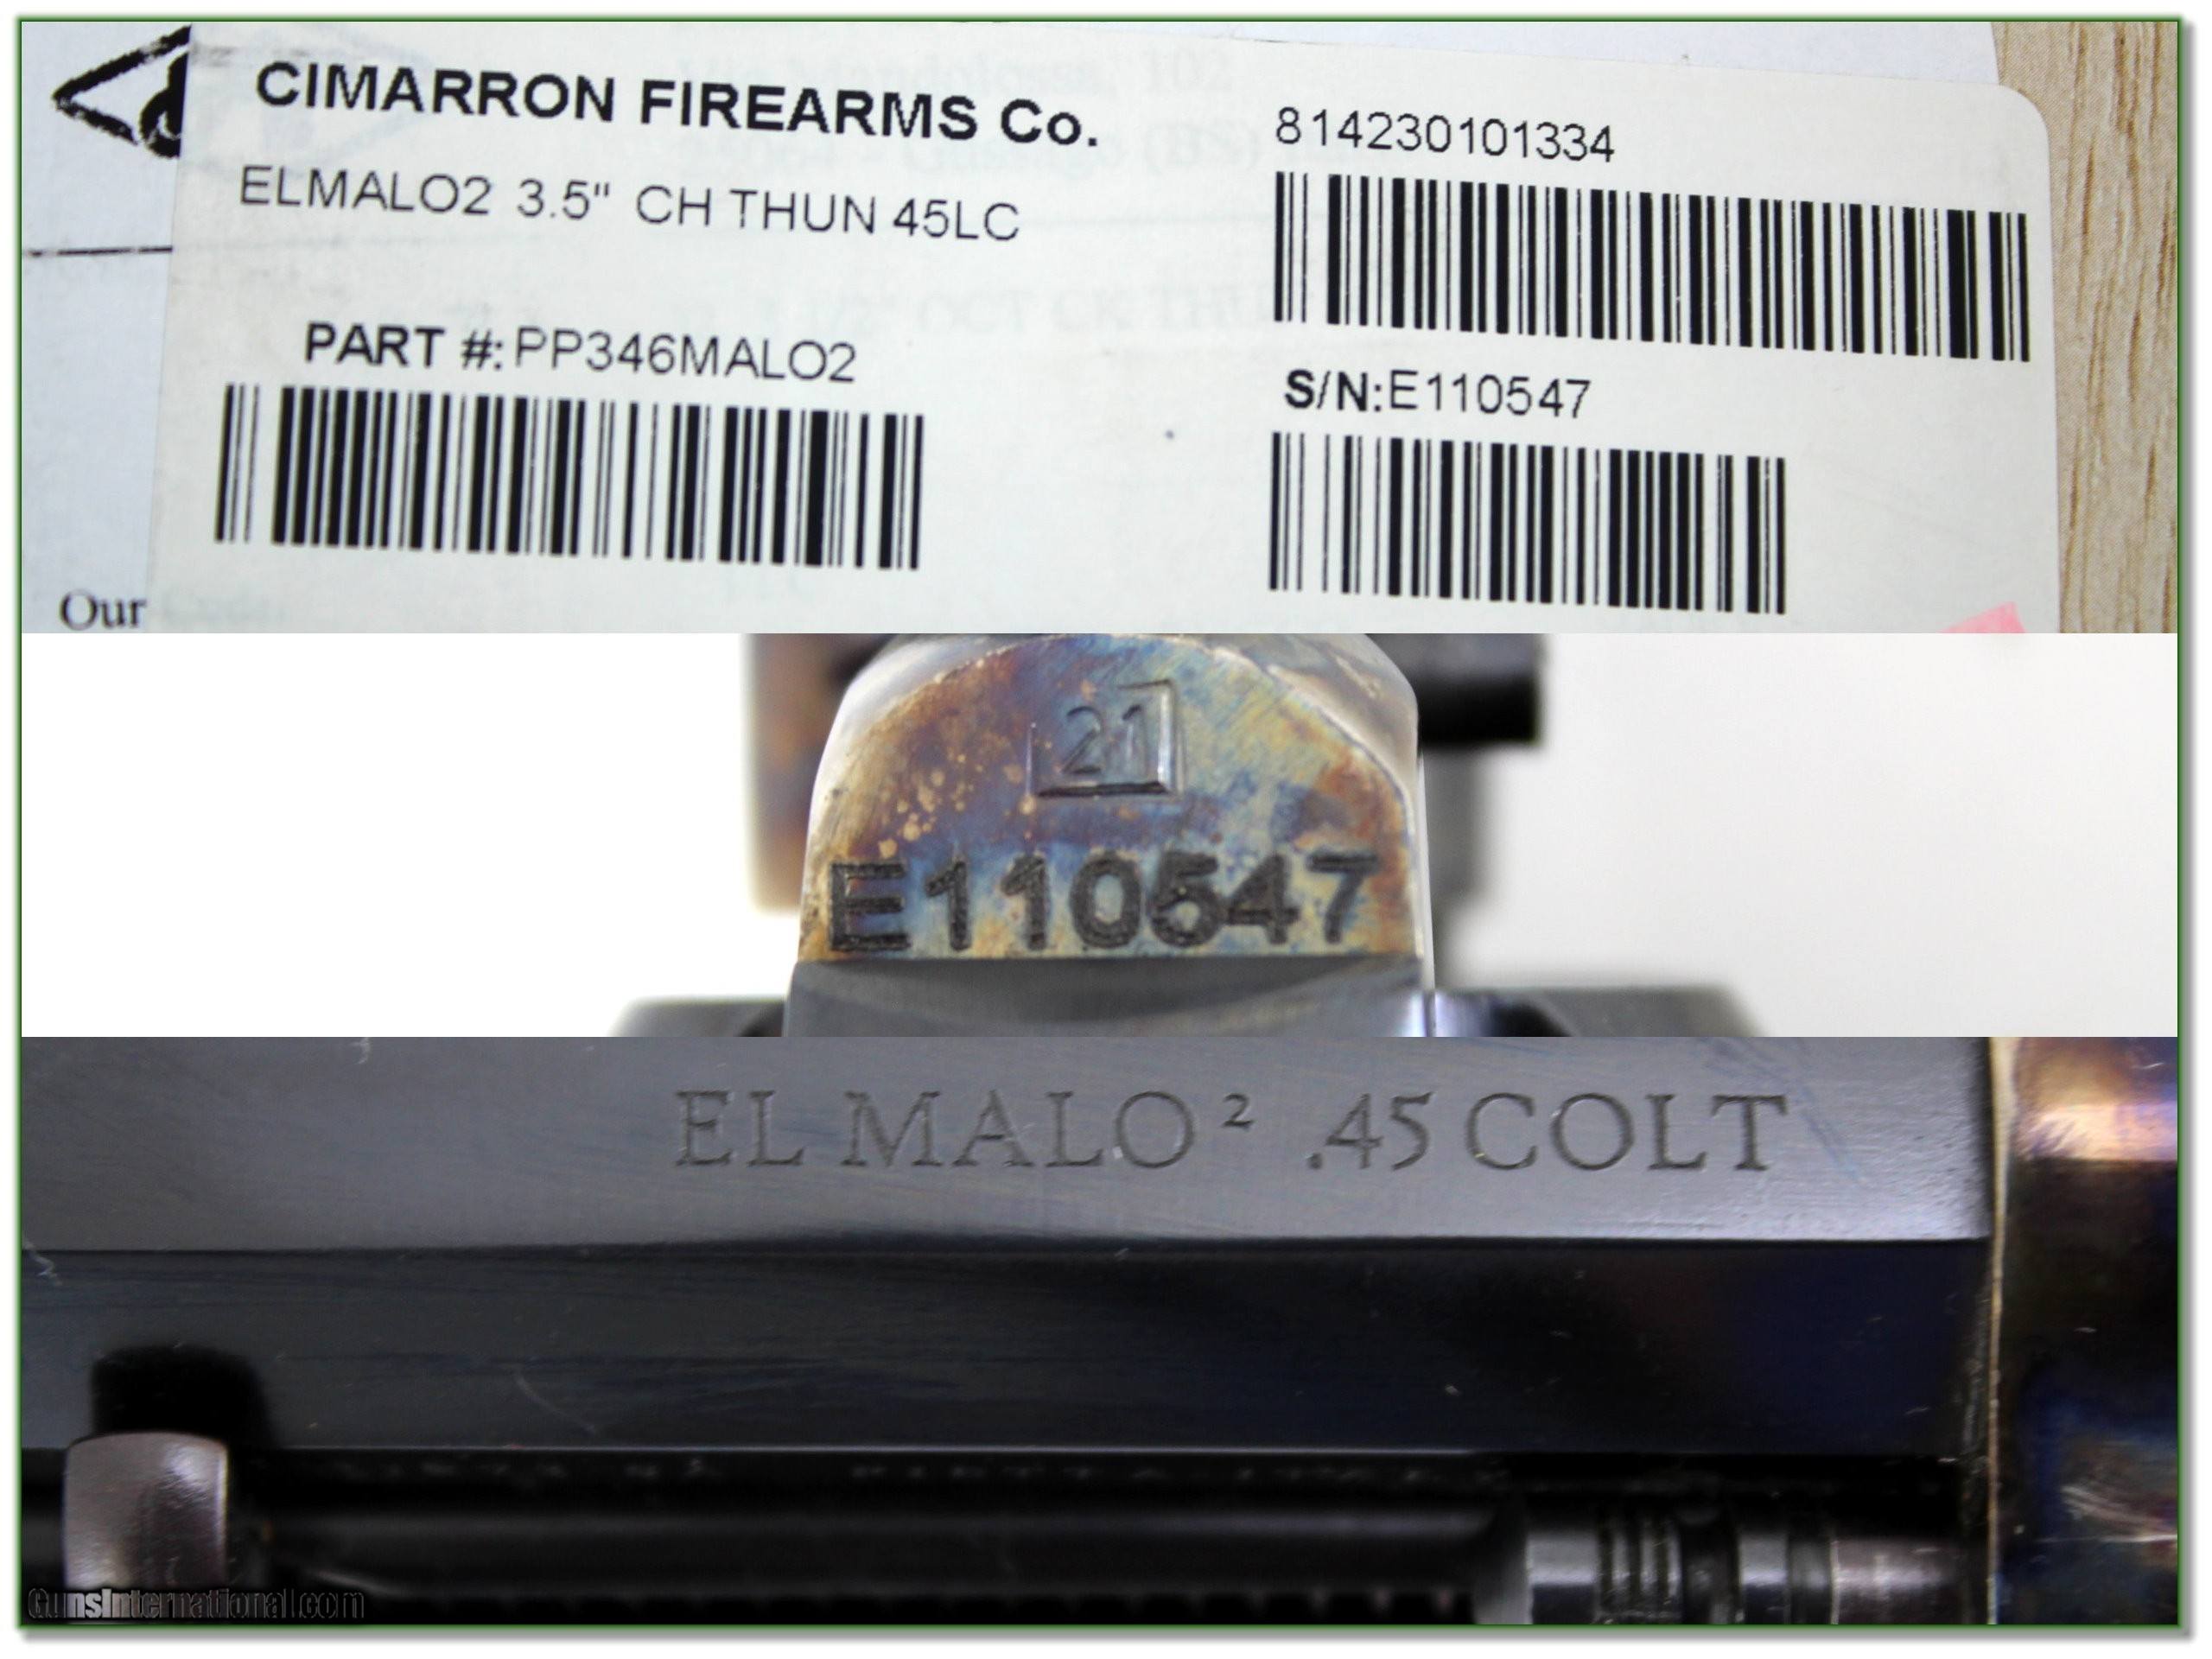 CIMARRON FIREARMS Co.
ELMALO2 3.5" CH THUN 45LC
PART #:PP346MALO2
814230101334
S/N:E110547
Our
21
E110547
EL MALO² .45 COLT
GunsInternational.com